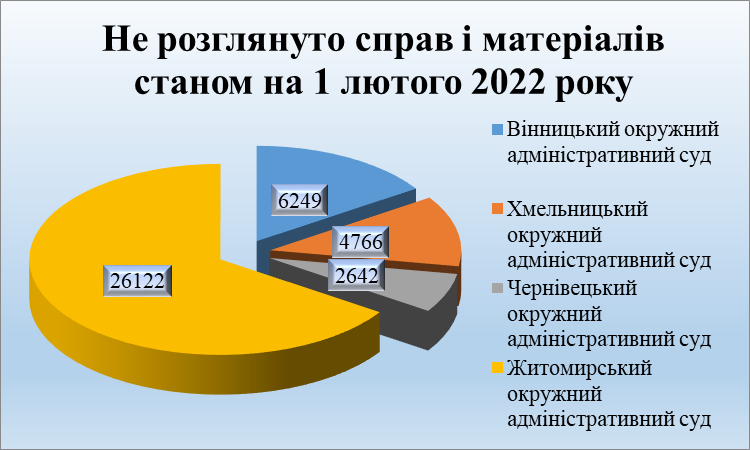 Не розглянуто справ і матеріалів
станом на 1 лютого 2022 року
Вінницький окружний
адміністративний суд
Хмельницький
окружний
адміністративний суд
Чернівецький
окружний
адміністративний суд
Житомирський
окружний
адміністративний суд
6249
4766
2642
26122